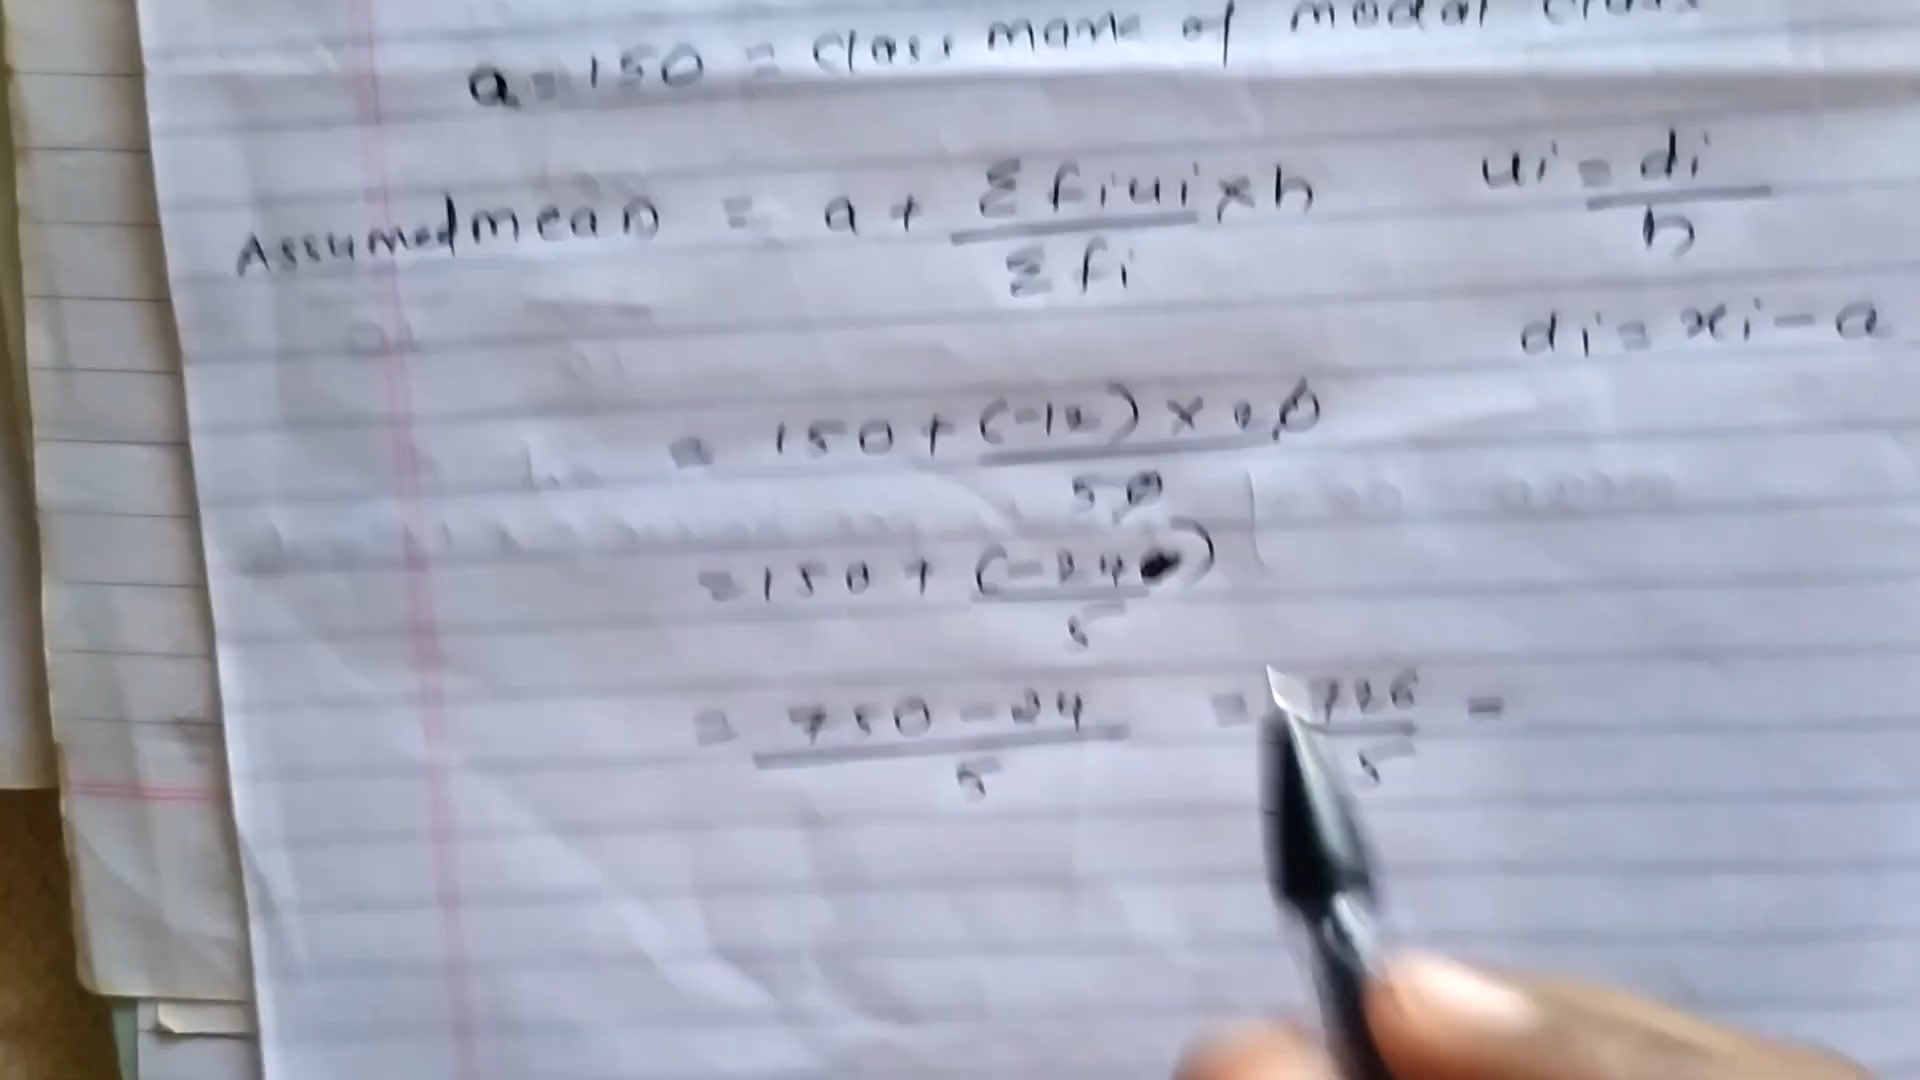 a = 150 = class mark of modal class
Assumed mean = a + Σfiui/Σfi × h    ui = di/h
di = xi - a
= 150 + (-12) × 20/50
= 150 + (-24)/5
= 750 - 24/5 = 726/5 =